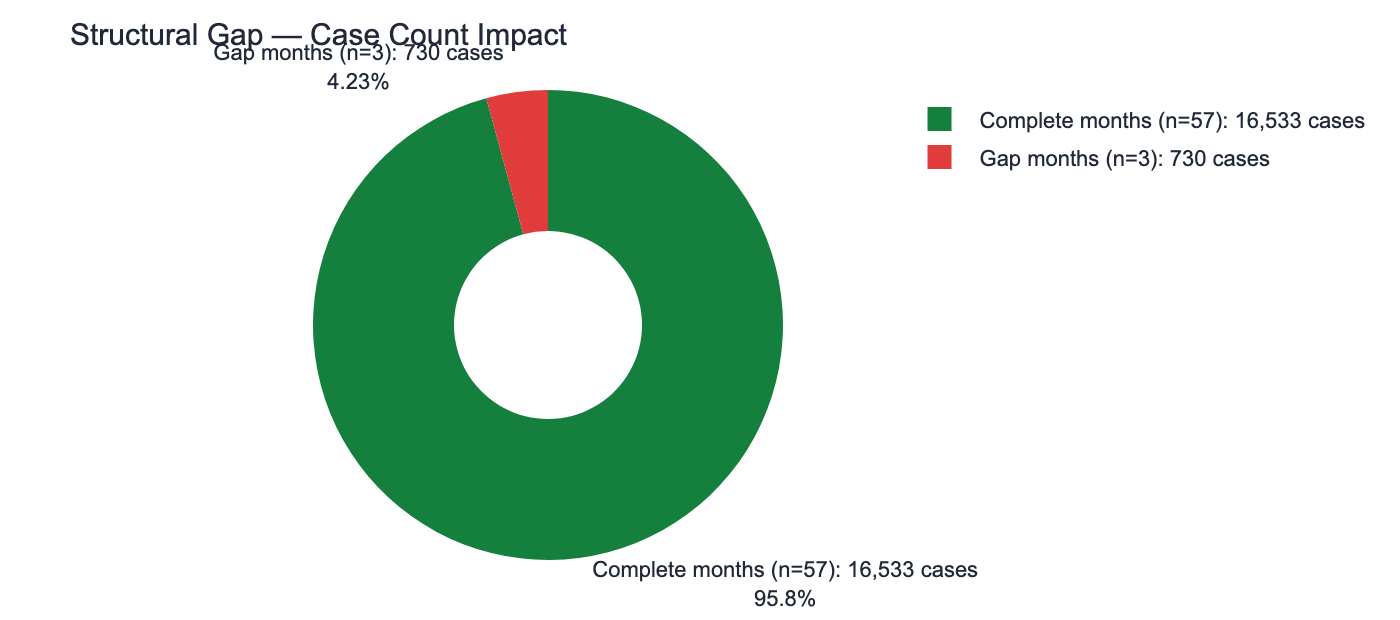 Structural Gap — Case Count Impact
Gap months (n=3): 730 cases
4.23%
Complete months (n=57): 16,533 cases
Gap months (n=3): 730 cases
Complete months (n=57): 16,533 cases
95.8%